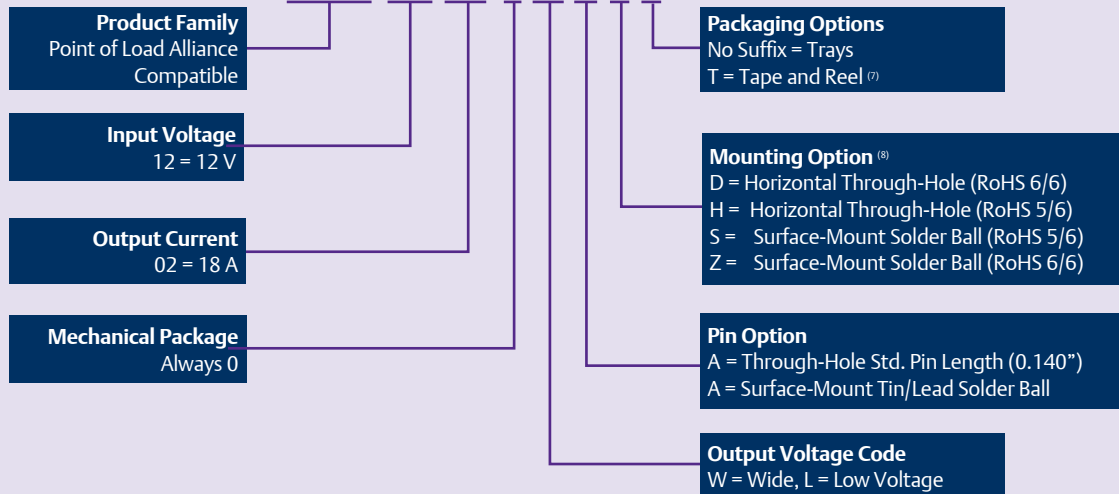 Product Family
Point of Load Alliance
Compatible
Input Voltage
12 = 12 V
Output Current
02 = 18 A
Mechanical Package
Always 0
Packaging Options
No Suffix = Trays
T = Tape and Reel (7)
Mounting Option (8)
D = Horizontal Through-Hole (RoHS 6/6)
H = Horizontal Through-Hole (RoHS 5/6)
S = Surface-Mount Solder Ball (RoHS 5/6)
Z = Surface-Mount Solder Ball (RoHS 6/6)
Pin Option
A = Through-Hole Std. Pin Length (0.140”)
A = Surface-Mount Tin/Lead Solder Ball
Output Voltage Code
W = Wide, L = Low Voltage